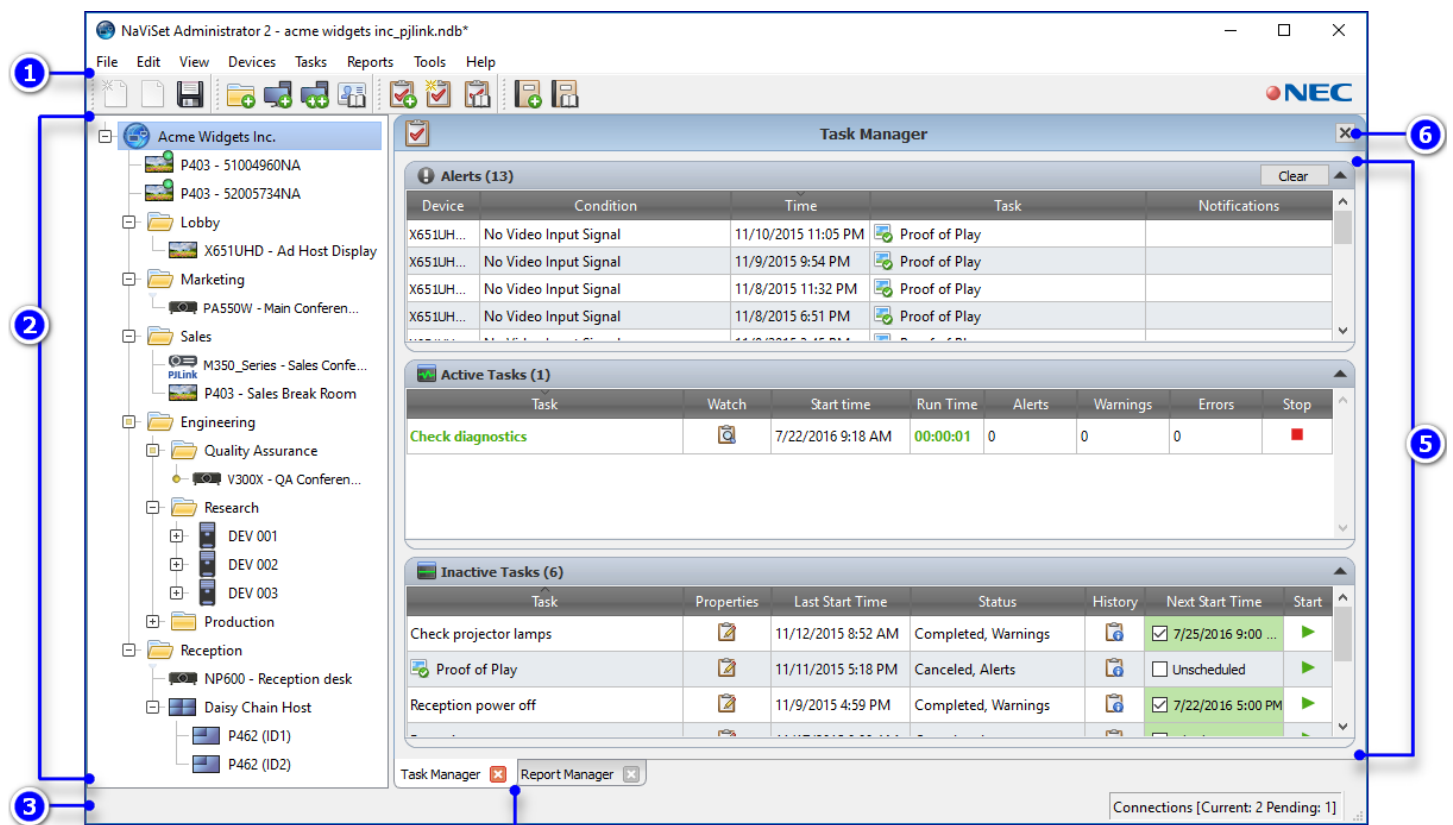 NaViSet Administrator 2 - acme widgets inc_pjlink.ndb*
File Edit View Devices Tasks Reports Tools Help
1
NEC
2
Acme Widgets Inc.
P403 - 51004960NA
P403 - 52005734NA
Lobby
X651UHD - Ad Host Display
Marketing
PA550W - Main Conferen...
Sales
PJLink
M350_Series - Sales Confe...
P403 - Sales Break Room
Engineering
Quality Assurance
V300X - QA Conferen...
Research
DEV 001
DEV 002
DEV 003
Production
Reception
NP600 - Reception desk
Daisy Chain Host
P462 (ID1)
P462 (ID2)
Task Manager
6
Alerts (13) Clear
Device Condition Time Task Notifications
X651UH... No Video Input Signal 11/10/2015 11:05 PM Proof of Play
X651UH... No Video Input Signal 11/9/2015 9:54 PM Proof of Play
X651UH... No Video Input Signal 11/8/2015 11:32 PM Proof of Play
X651UH... No Video Input Signal 11/8/2015 6:51 PM Proof of Play
5
Active Tasks (1)
Task Watch Start time Run Time Alerts Warnings Errors Stop
Check diagnostics 7/22/2016 9:18 AM 00:00:01 0 0 0
Inactive Tasks (6)
Task Properties Last Start Time Status History Next Start Time Start
Check projector lamps 11/12/2015 8:52 AM Completed, Warnings 7/25/2016 9:00 ...
Proof of Play 11/11/2015 5:18 PM Canceled, Alerts Unscheduled
Reception power off 11/9/2015 4:59 PM Completed, Warnings 7/22/2016 5:00 PM
Task Manager Report Manager
3
Connections [Current: 2 Pending: 1]